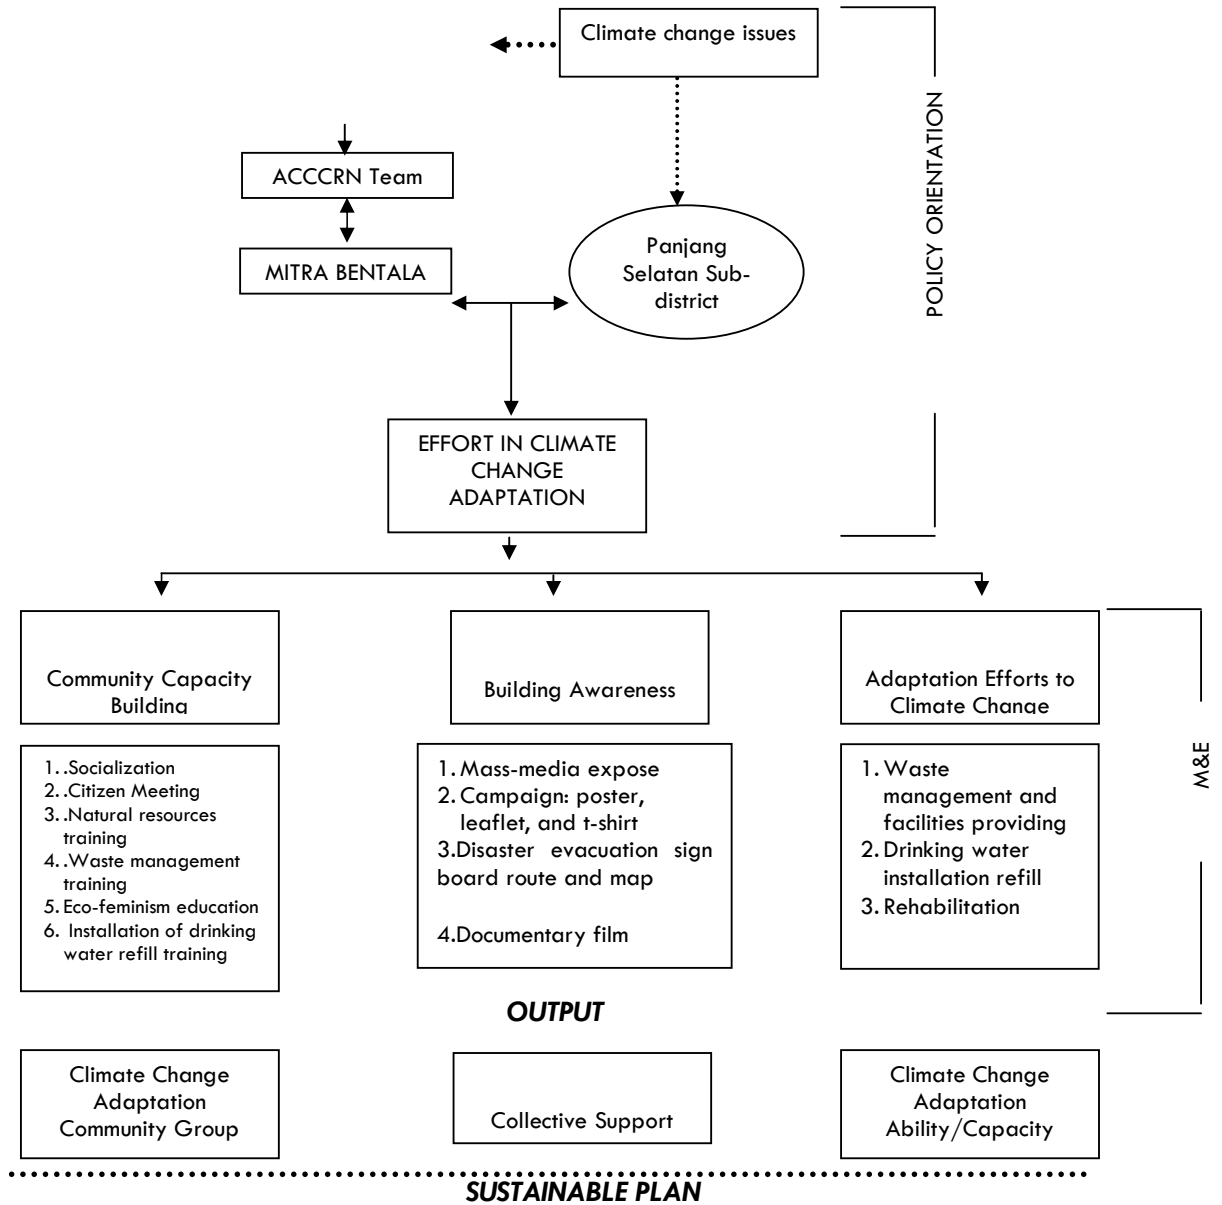 Climate change issues
POLICY ORIENTATION
ACCCRN Team
MITRA BENTALA
Panjang
Selatan Sub-
district
EFFORT IN CLIMATE
CHANGE
ADAPTATION
Community Capacity
Building
Building Awareness
Adaptation Efforts to
Climate Change
M&E
1. .Socialization
2. .Citizen Meeting
3. .Natural resources
training
4. .Waste management
training
5. Eco-feminism education
6. Installation of drinking
water refill training
1. Mass-media expose
2. Campaign: poster,
leaflet, and t-shirt
3.Disaster evacuation sign
board route and map
4.Documentary film
1. Waste
management and
facilities providing
2. Drinking water
installation refill
3. Rehabilitation
OUTPUT
Climate Change
Adaptation
Community Group
Collective Support
Climate Change
Adaptation
Ability/Capacity
SUSTAINABLE PLAN